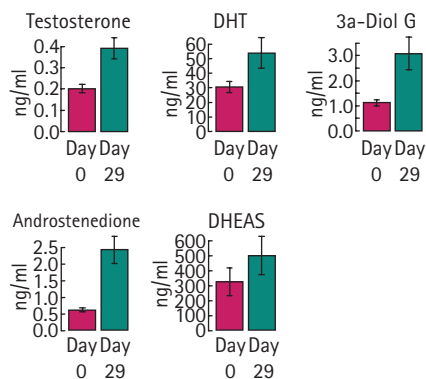 Testosterone
ng/ml
0.4
0.3
0.2
0.1
0.0
Day Day
0 29
DHT
ng/ml
60
50
40
30
20
10
0
Day Day
0 29
3a-Diol G
ng/ml
3.0
2.0
1.0
0.0
Day Day
0 29
Androstenedione
ng/ml
2.5
2.0
1.5
1.0
0.5
0.0
Day Day
0 29
DHEAS
ng/ml
600
500
400
300
200
100
0
Day Day
0 29